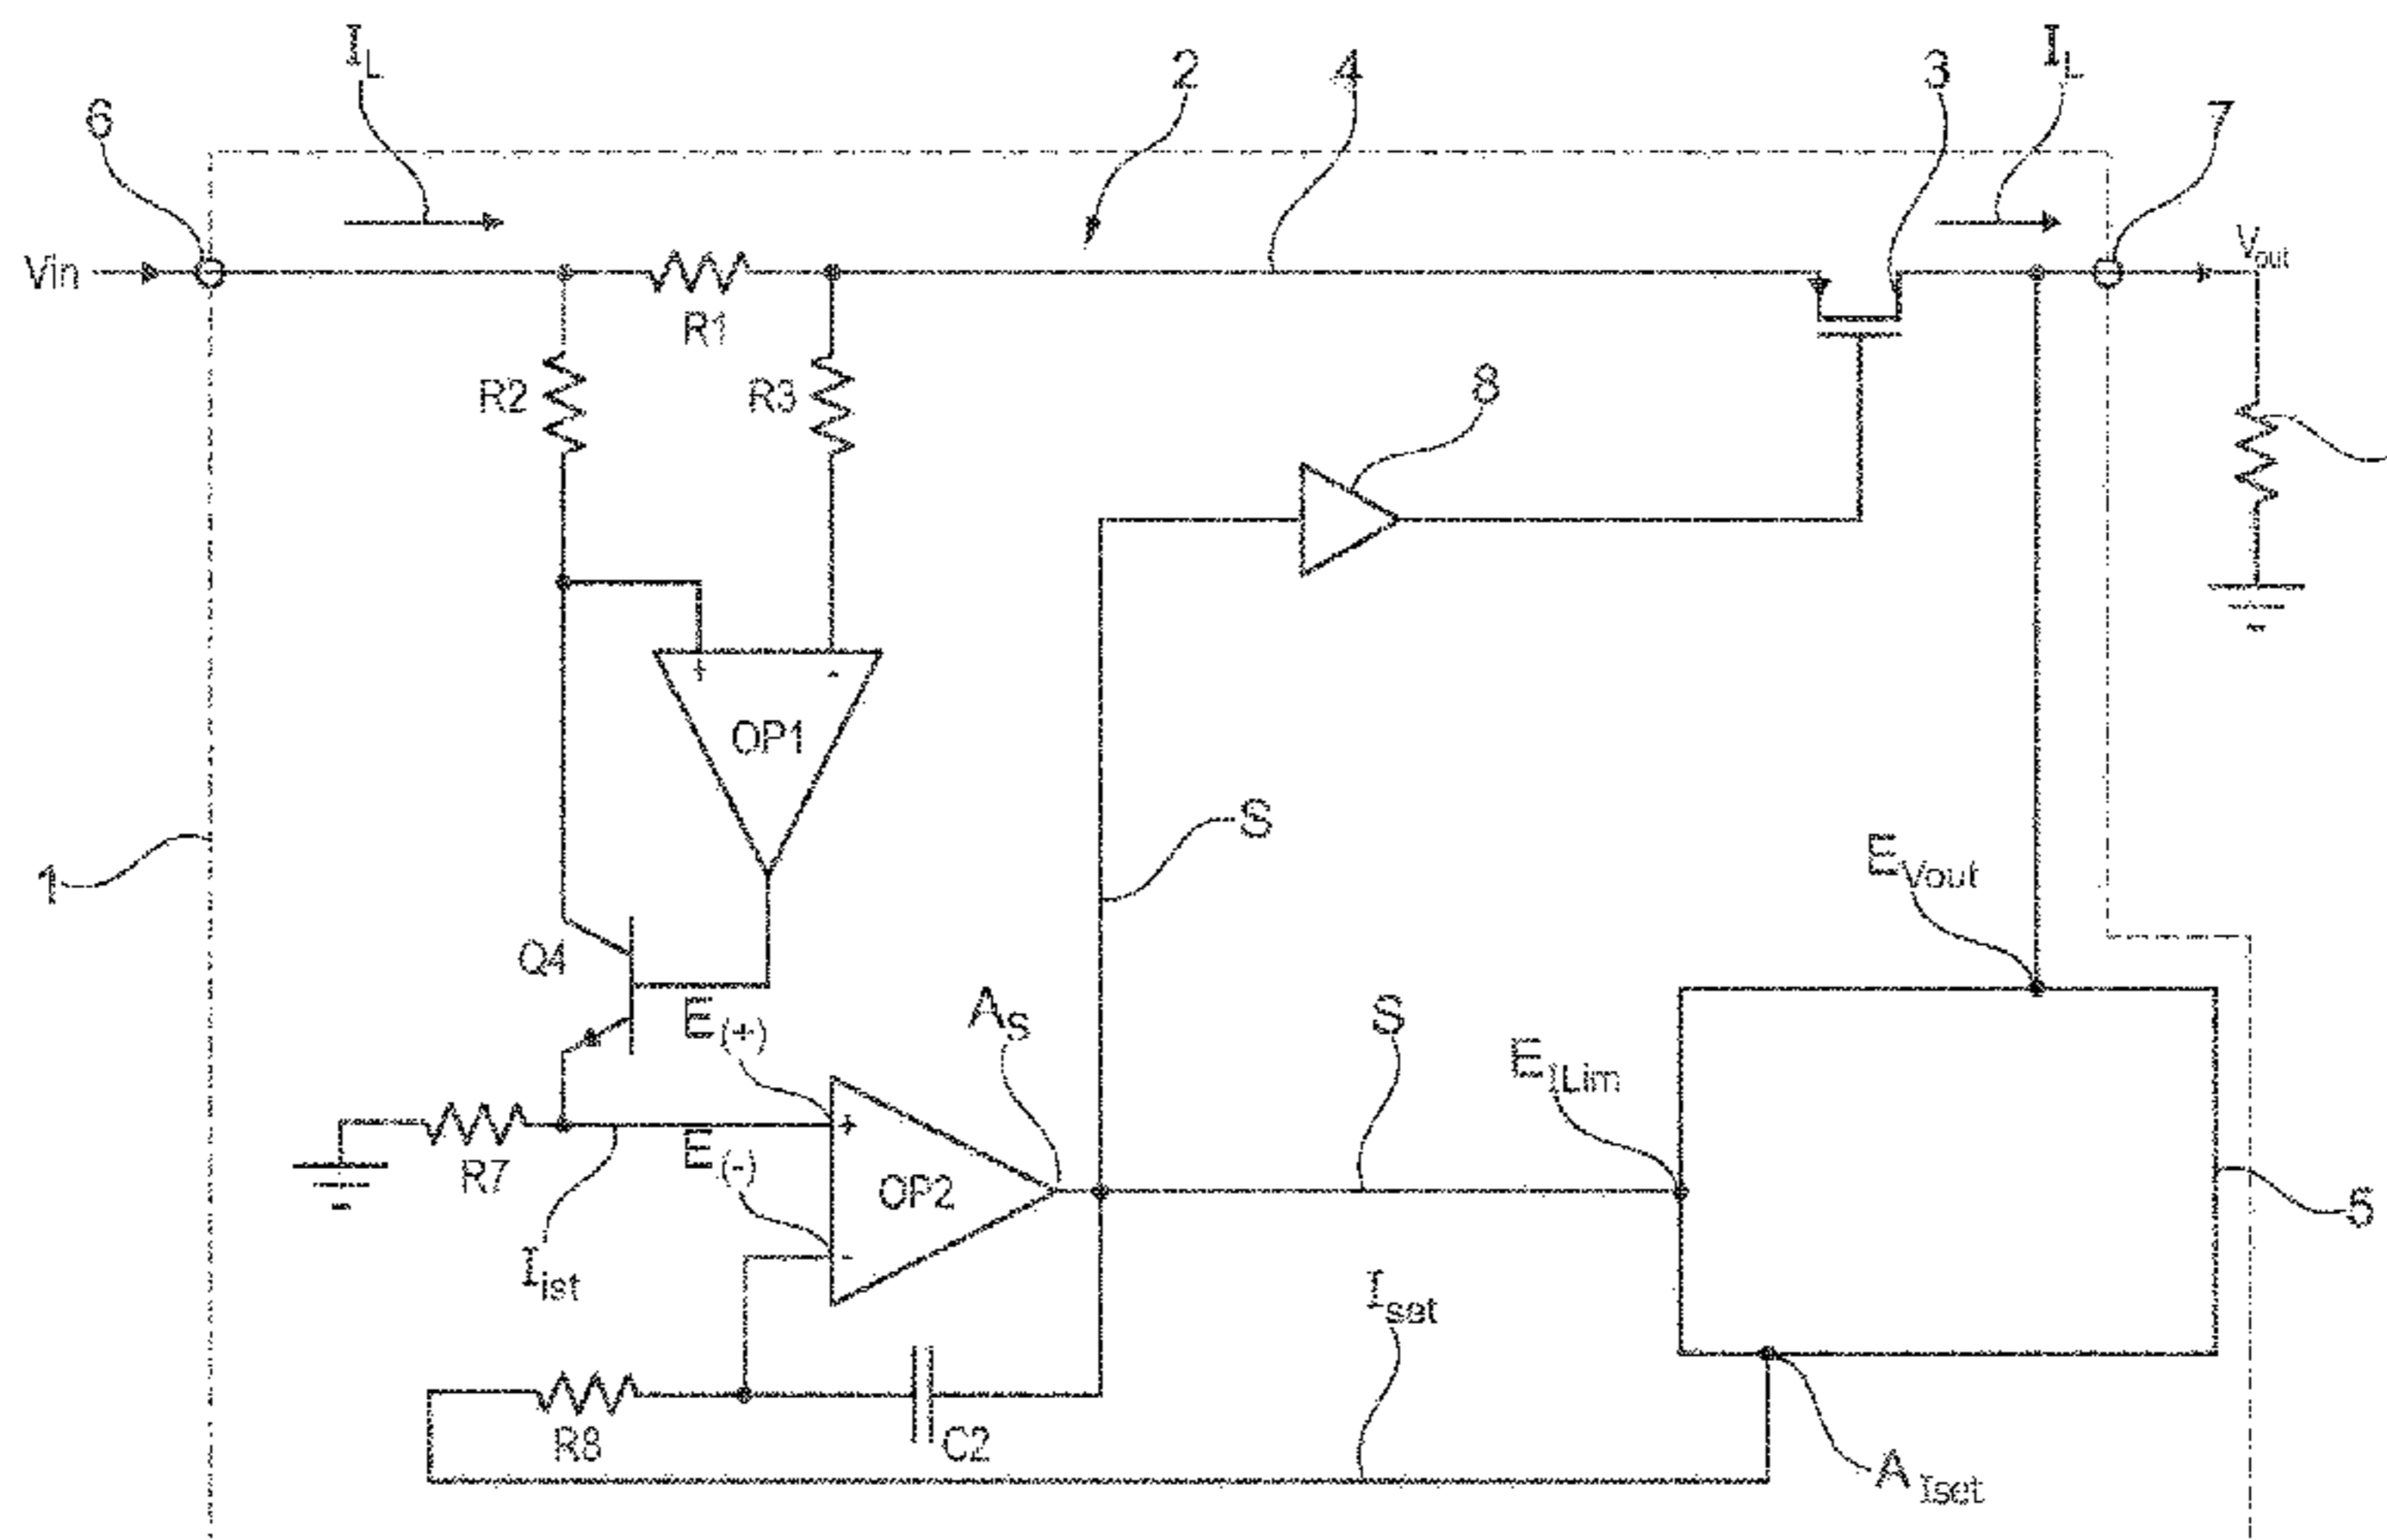 I_L
2
4
3
I_L
6
7
Vin
V_out
R1
R2
R3
8
OP1
S
1
E_Vout
Q4
E_(+)
A_S
S
E_ILim
E_(-)
R7
OP2
5
I_ist
I_set
R8
C2
A_Iset
+
-
+
-